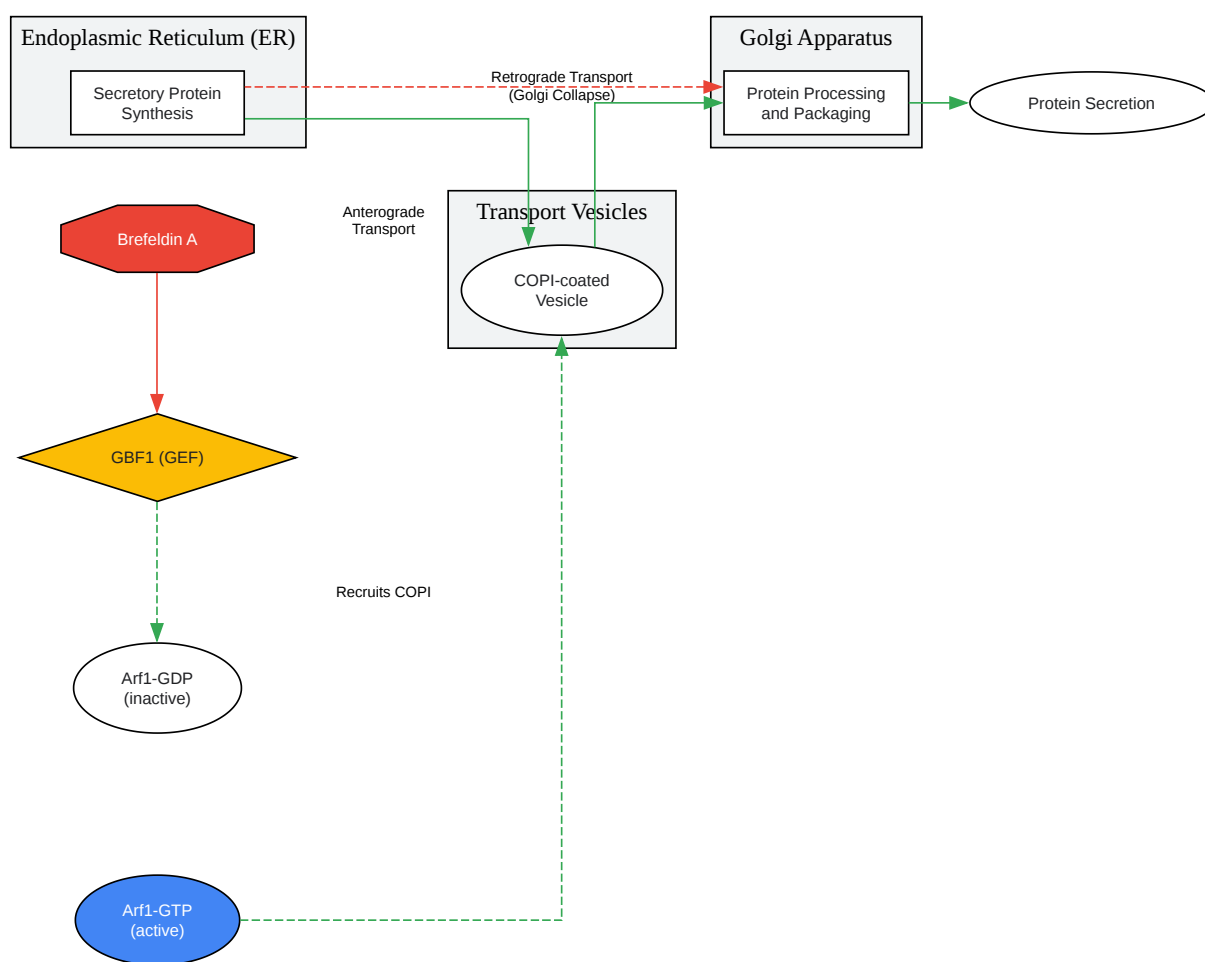 Endoplasmic Reticulum (ER)
Golgi Apparatus
Secretory Protein
Synthesis
Retrograde Transport
(Golgi Collapse)
Protein Processing
and Packaging
Protein Secretion
Anterograde
Transport
Transport Vesicles
Brefeldin A
COPI-coated
Vesicle
GBF1 (GEF)
Recruits COPI
Arf1-GDP
(inactive)
Arf1-GTP
(active)